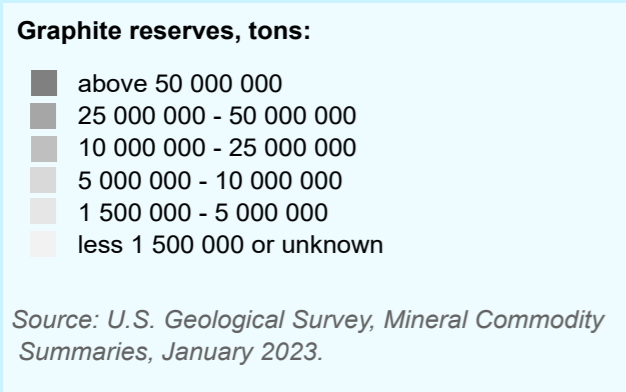 Graphite reserves, tons:
above 50 000 000
25 000 000 - 50 000 000
10 000 000 - 25 000 000
5 000 000 - 10 000 000
1 500 000 - 5 000 000
less 1 500 000 or unknown
Source: U.S. Geological Survey, Mineral Commodity
Summaries, January 2023.